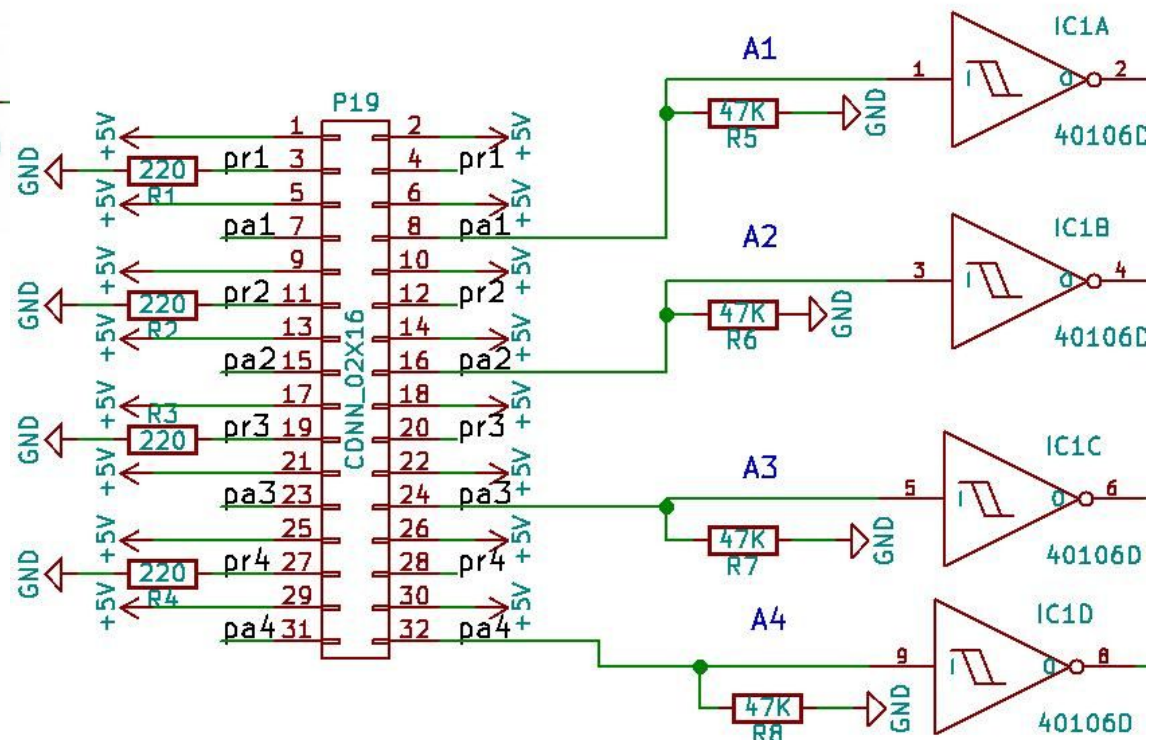 P19
CONN_02X16
+5V 1 2 +5V
GND 220 R1 pr1 3 4 pr1
+5V 5 6 +5V
pa1 7 8 pa1
+5V 9 10 +5V
GND 220 R2 pr2 11 12 pr2
+5V 13 14 +5V
pa2 15 16 pa2
+5V 17 18 +5V
GND R3 220 pr3 19 20 pr3
+5V 21 22 +5V
pa3 23 24 pa3
+5V 25 26 +5V
GND 220 R4 pr4 27 28 pr4
+5V 29 30 +5V
pa4 31 32 pa4
A1
47K
R5
GND
IC1A
1 I O 2
40106D
A2
47K
R6
GND
IC1B
3 I O 4
40106D
A3
47K
R7
GND
IC1C
5 I O 6
40106D
A4
47K
R8
GND
IC1D
9 I O 8
40106D